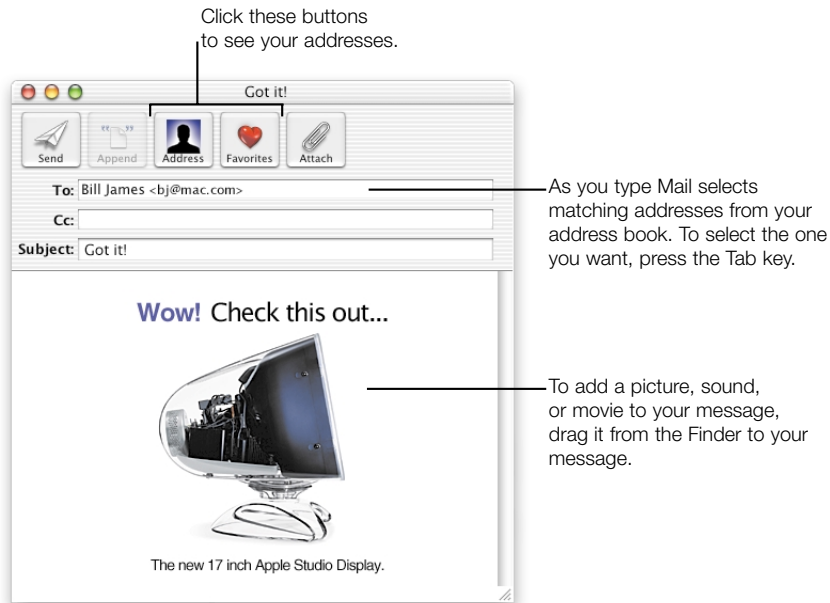 Click these buttons
to see your addresses.
Got it!
Send
Append
Address
Favorites
Attach
To: Bill James <bj@mac.com>
As you type Mail selects
matching addresses from your
address book. To select the one
you want, press the Tab key.
Cc:
Subject: Got it!
Wow! Check this out...
To add a picture, sound,
or movie to your message,
drag it from the Finder to your
message.
The new 17 inch Apple Studio Display.